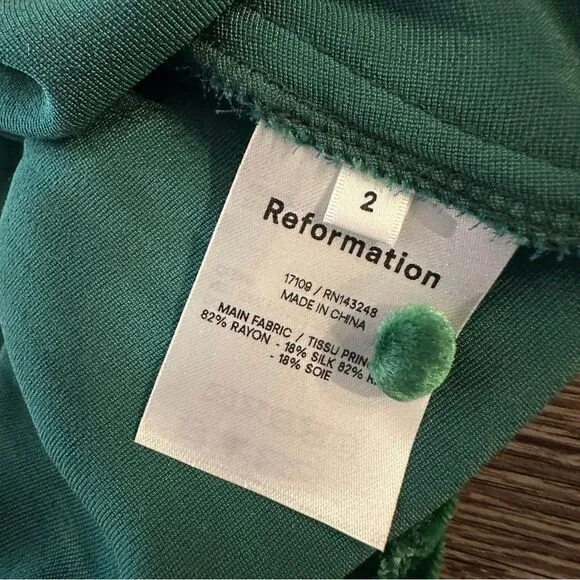 2
Reformation
17109 / RN143248
MADE IN CHINA
MAIN FABRIC / TISSU PRIN
82% RAYON - 18% SILK 82% R
- 18% SOIE